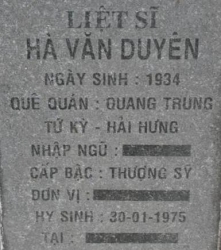 LIỆT SĨ
HÀ VĂN DUYÊN
NGÀY SINH : 1934
QUÊ QUÁN : QUANG TRUNG
TỨ KỲ - HẢI HƯNG
NHẬP NGŨ :
CẤP BẬC : THƯỢNG SỸ
ĐƠN VỊ :
HY SINH : 30-01-1975
TẠI :